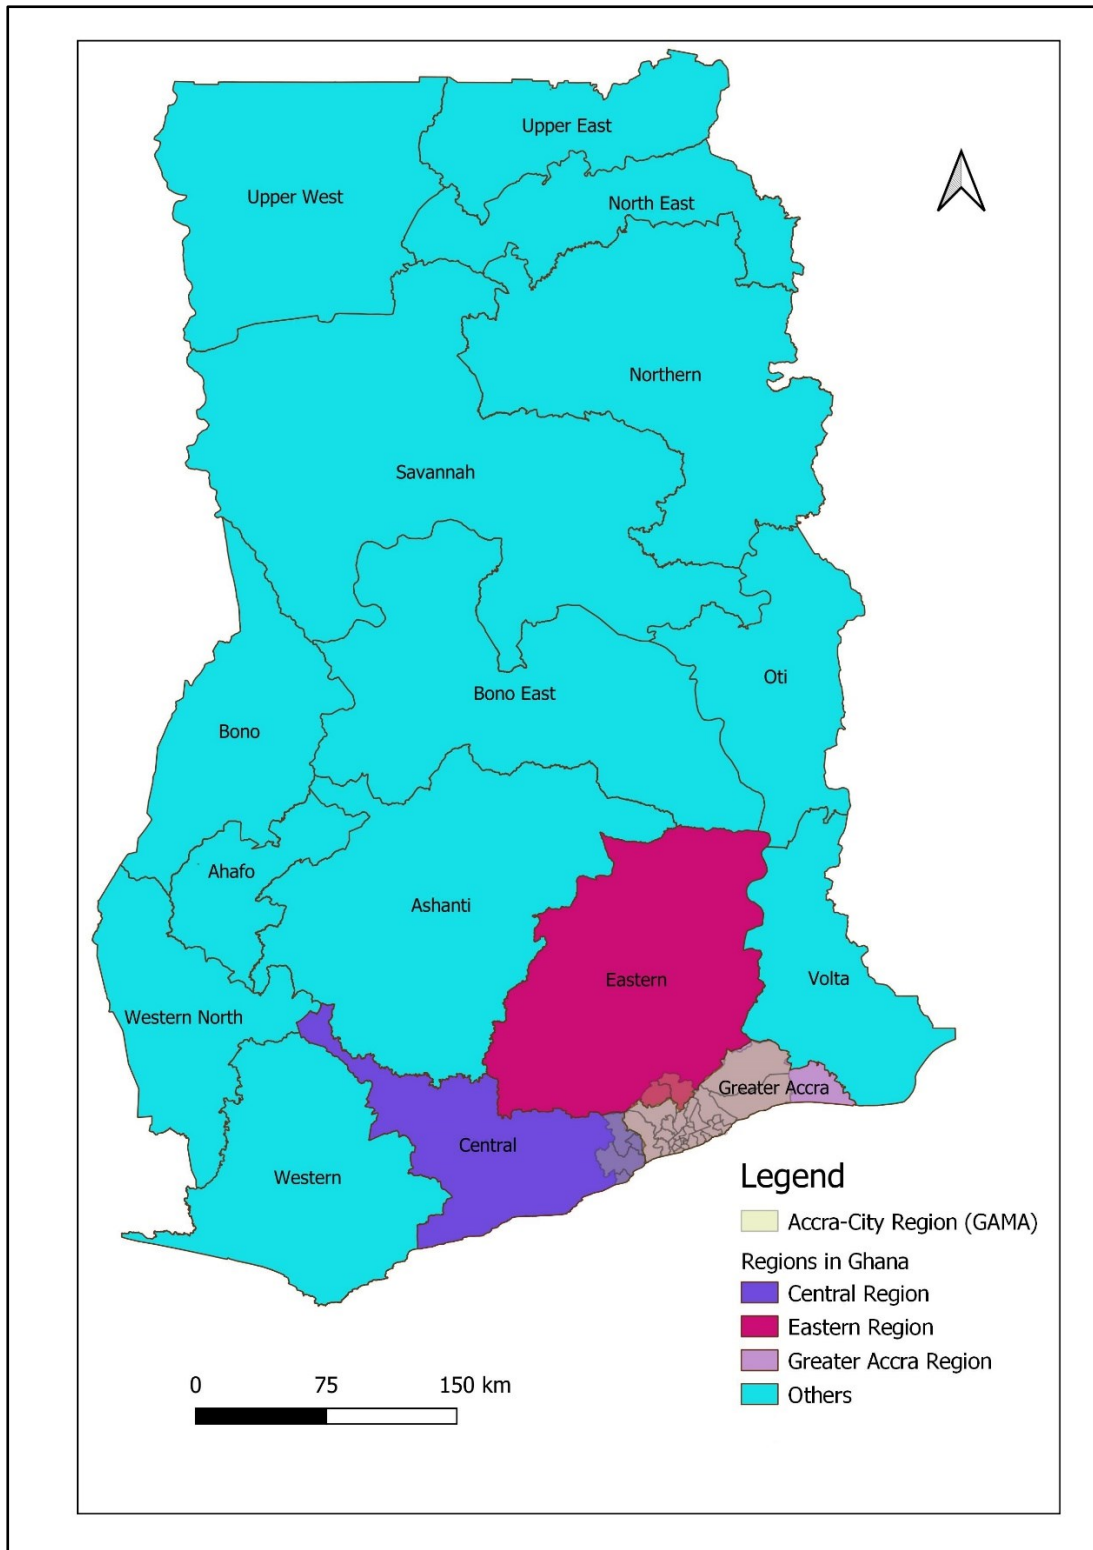 Upper East
Upper West
North East
Northern
Savannah
Oti
Bono East
Bono
Ahafo
Ashanti
Eastern
Volta
Western North
Greater Accra
Central
Western
Legend
Accra-City Region (GAMA)
Regions in Ghana
Central Region
Eastern Region
Greater Accra Region
Others
0 75 150 km